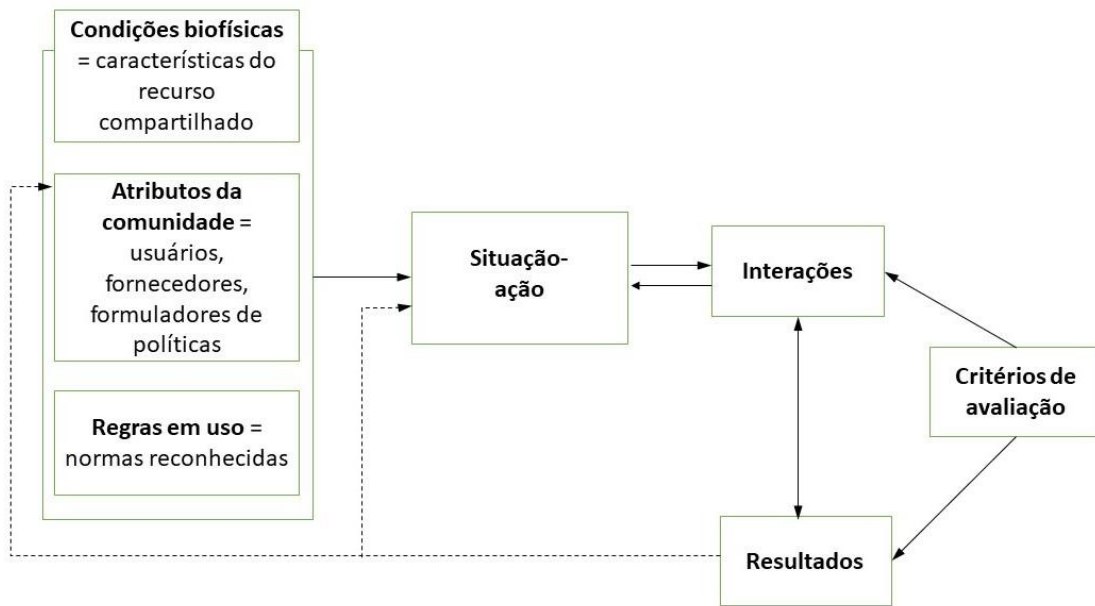 Condições biofísicas
= características do
recurso
compartilhado
Atributos da
comunidade =
usuários,
fornecedores,
formuladores de
políticas
Regras em uso =
normas reconhecidas
Situação-
ação
Interações
Critérios de
avaliação
Resultados